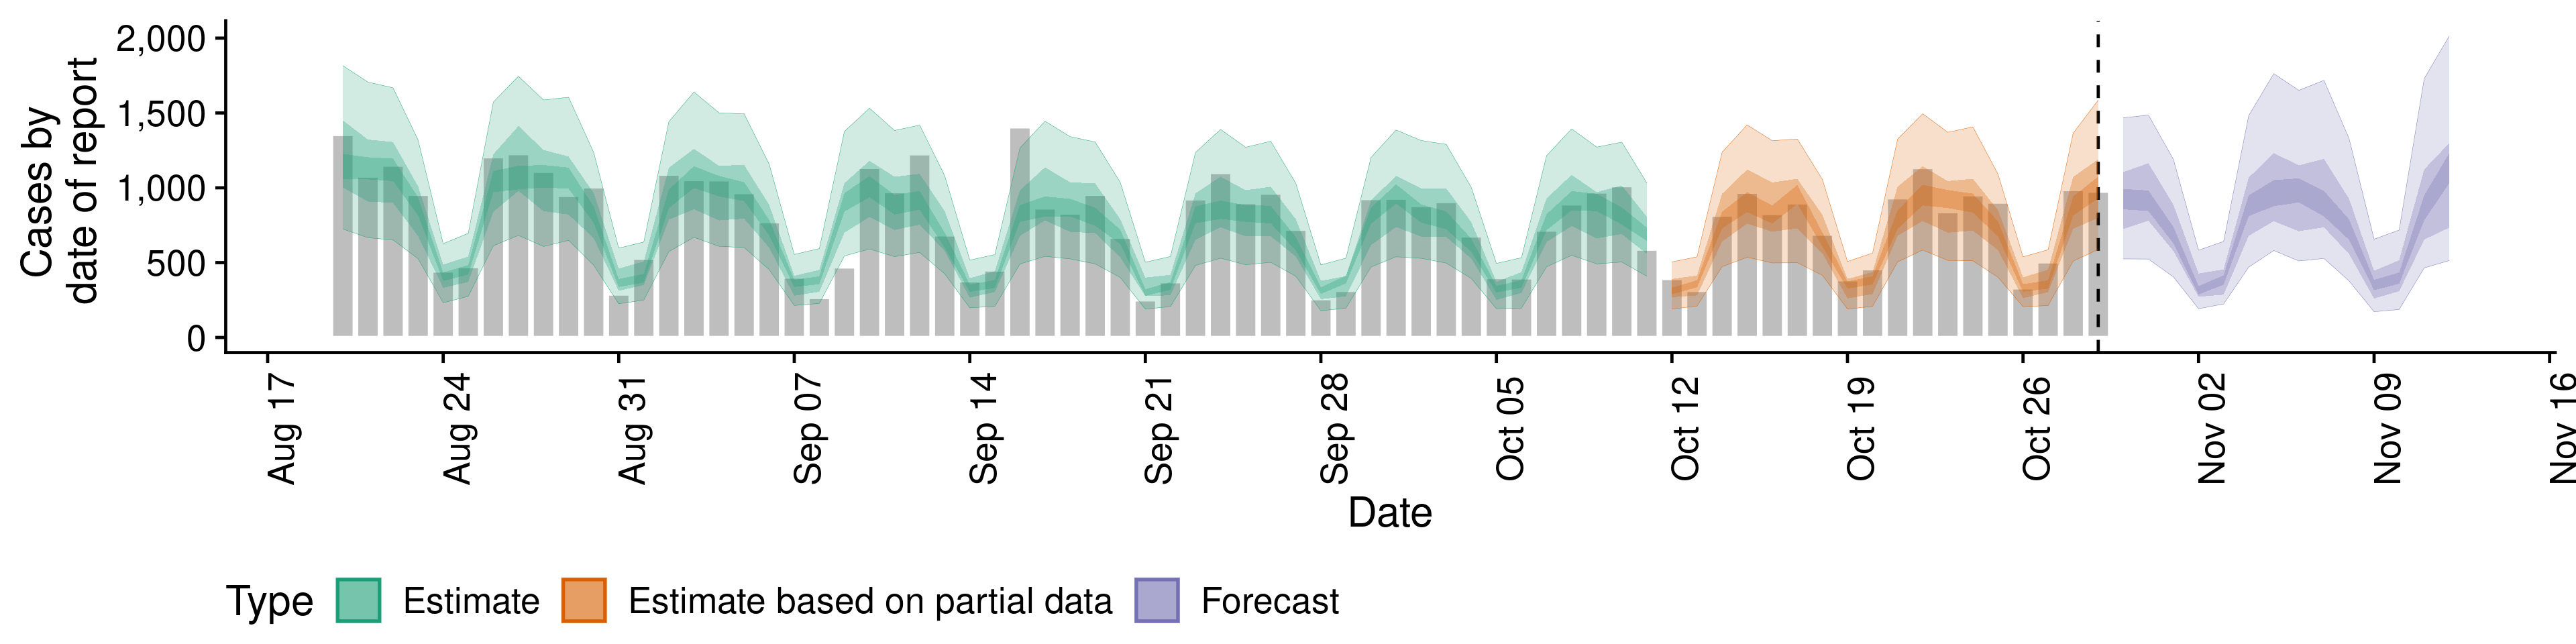 Cases by
date of report
2,000
1,500
1,000
500
0
Aug 17
Aug 24
Aug 31
Sep 07
Sep 14
Sep 21
Sep 28
Oct 05
Oct 12
Oct 19
Oct 26
Nov 02
Nov 09
Nov 16
Date
Type Estimate Estimate based on partial data Forecast